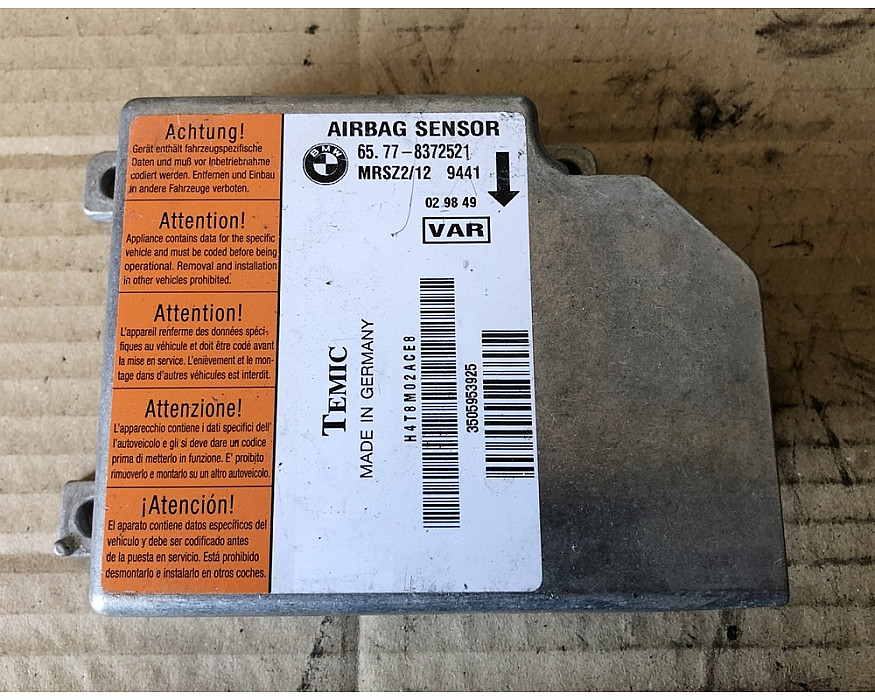 Achtung!
Gerät enthält fahrzeugspezifische
Daten und muß vor Inbetriebnahme
codiert werden. Entfernen und Einbau
in andere Fahrzeuge verboten.
Attention!
Appliance contains data for the specific
vehicle and must be coded before being
operational. Removal and installation
in other vehicles prohibited.
Attention!
L'appareil renferme des données spéci-
fiques au véhicule et doit être codé avant
la mise en service. L'enièvement et le mon-
tage dans d'autres véhicules est interdit.
Attenzione!
L'apparecchio contiene i dati specifici dell'
l'autoveicolo e gli si deve dare un codice
prima di metterlo in funzione. E' proibito
rimuoverlo e montarlo su un altro autoveicolo.
¡Atención!
El aparato contiene datos específicos del
vehículo y debe ser codificado antes
de la puesta en servicio. Está prohibido
desmontarlo e instalarlo en otros coches.
AIRBAG SENSOR
BMW
65.77-8372521
MRSZ2/12 9441
02 98 49
VAR
TEMIC
MADE IN GERMANY
H4T8M02ACE8
3505953925